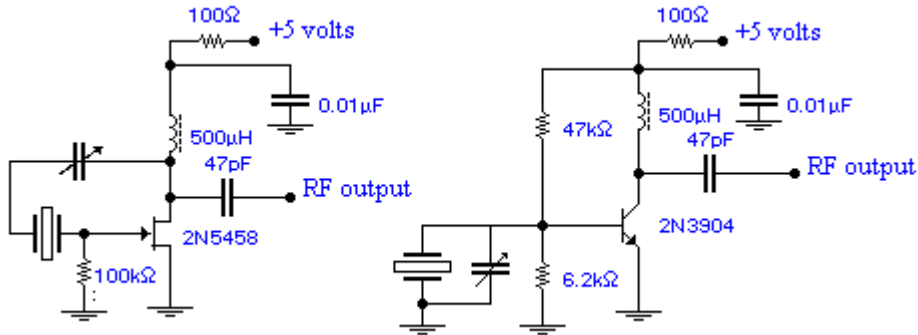 100Ω
+5 volts
0.01µF
500µH
47pF
RF output
2N5458
100kΩ
100Ω
+5 volts
0.01µF
47kΩ
500µH
47pF
RF output
2N3904
6.2kΩ